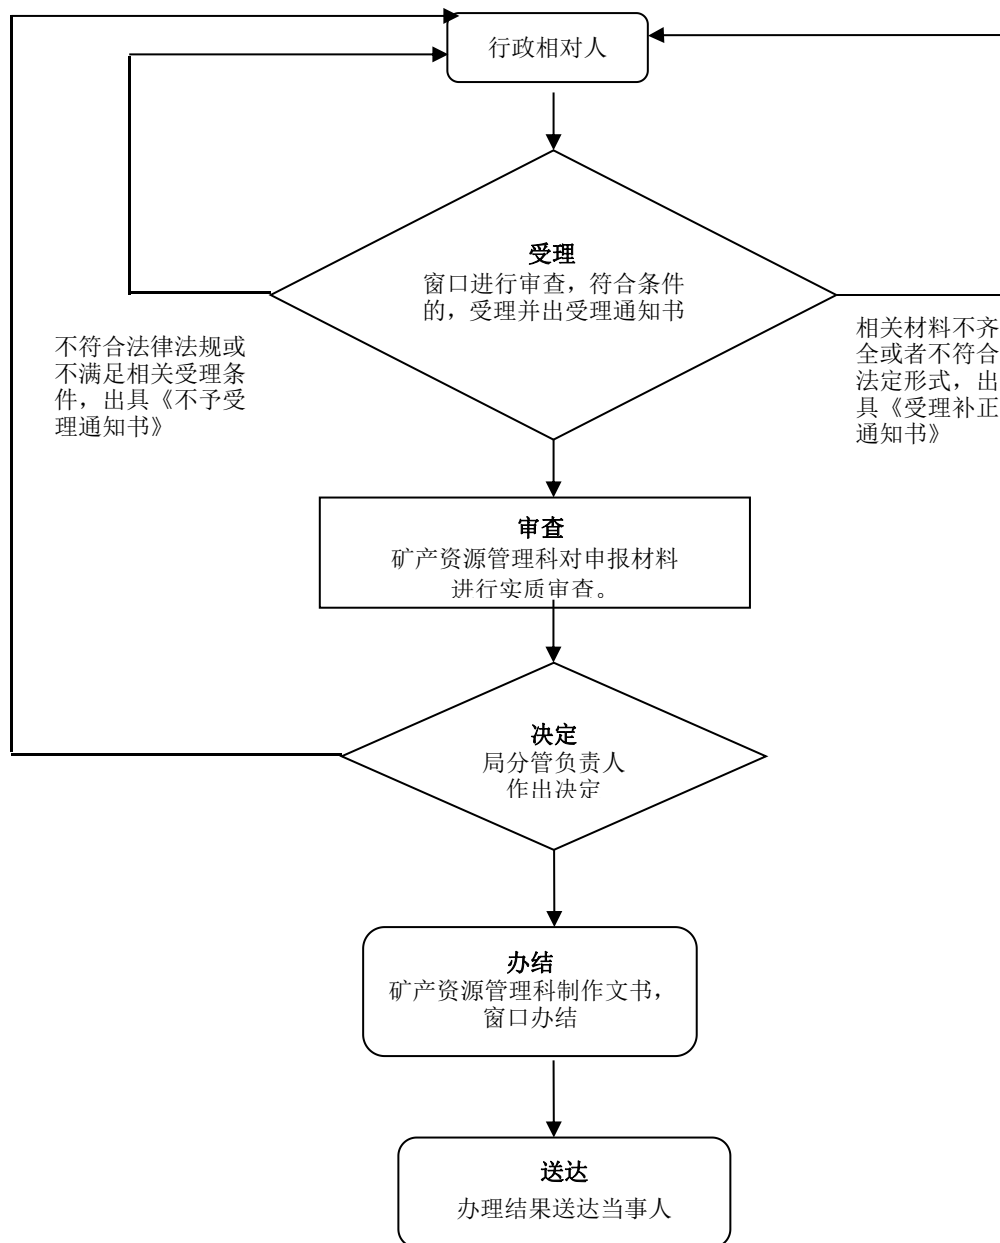 行政相对人
受理
窗口进行审查，符合条件
的，受理并出受理通知书
不符合法律法规或
不满足相关受理条
件，出具《不予受
理通知书》
相关材料不齐
全或者不符合
法定形式，出
具《受理补正
通知书》
审查
矿产资源管理科对申报材料
进行实质审查。
决定
局分管负责人
作出决定
办结
矿产资源管理科制作文书，
窗口办结
送达
办理结果送达当事人